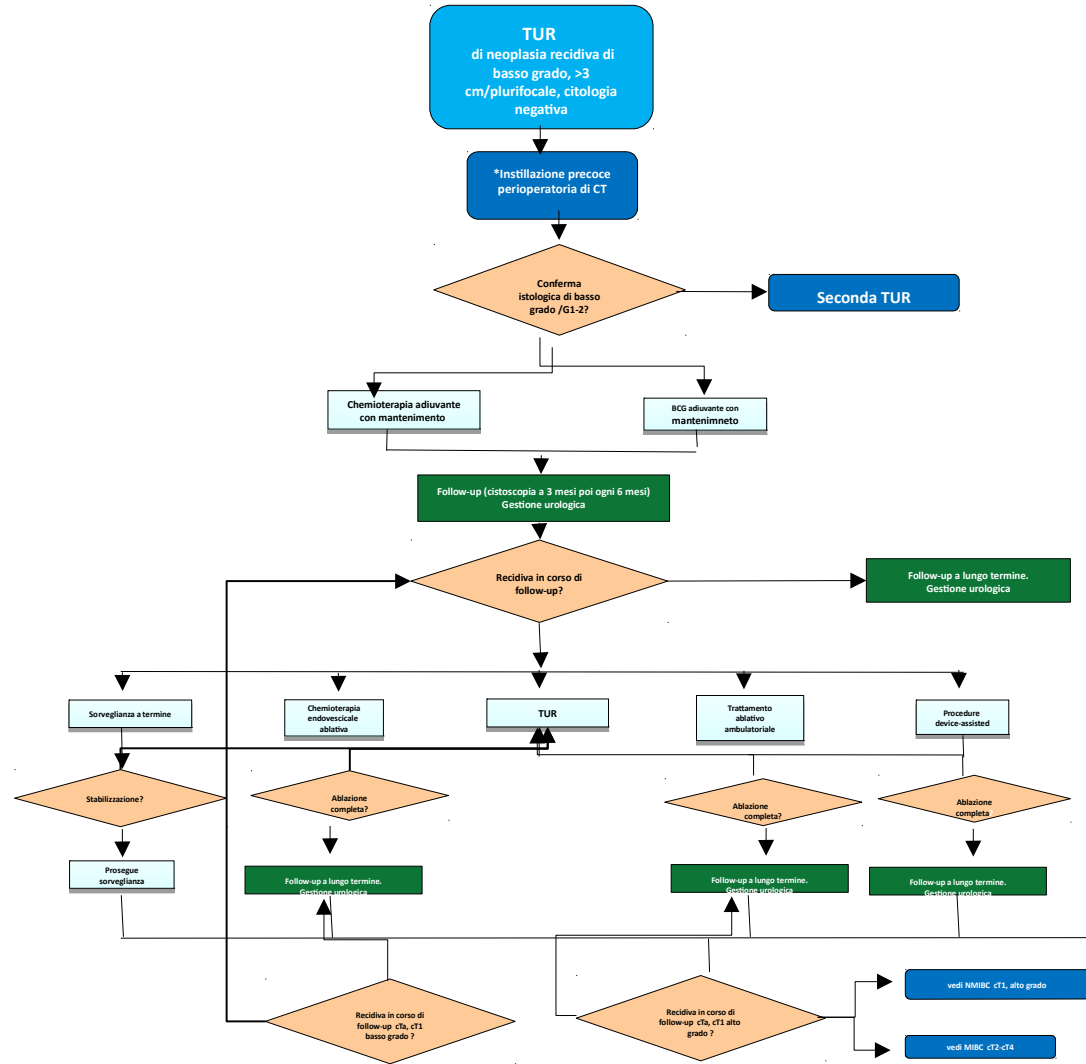 TUR
di neoplasia recidiva di
basso grado, >3
cm/plurifocale, citologia
negativa
*Instillazione precoce
perioperatoria di CT
Conferma
istologica di basso
grado /G1-2?
Seconda TUR
Chemioterapia adiuvante
con mantenimento
BCG adiuvante con
mantenimneto
Follow-up (cistoscopia a 3 mesi poi ogni 6 mesi)
Gestione urologica
Recidiva in corso di
follow-up?
Follow-up a lungo termine.
Gestione urologica
Sorveglianza a termine
Chemioterapia
endovescicale
ablativa
TUR
Trattamento
ablativo
ambulatoriale
Procedure
device-assisted
Stabilizzazione?
Ablazione
completa?
Ablazione
completa?
Ablazione
completa
Prosegue
sorveglianza
Follow-up a lungo termine.
Gestione urologica
Follow-up a lungo termine.
Gestione urologica
Follow-up a lungo termine.
Gestione urologica
Recidiva in corso di
follow-up cTa, cT1
basso grado ?
Recidiva in corso di
follow-up cTa, cT1 alto
grado ?
vedi NMIBC cT1, alto grado
vedi MIBC cT2-cT4